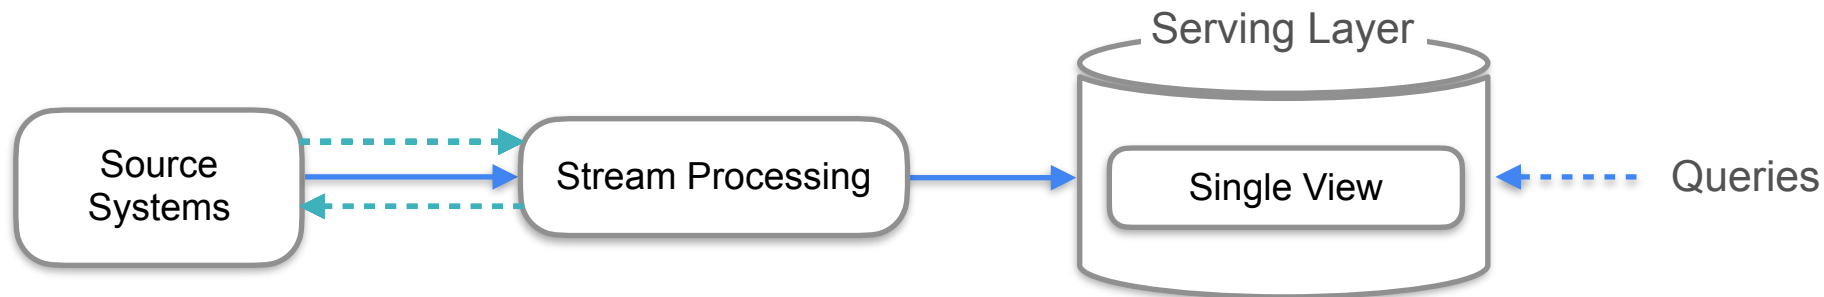 Serving Layer
Source
Systems
Stream Processing
Single View
Queries